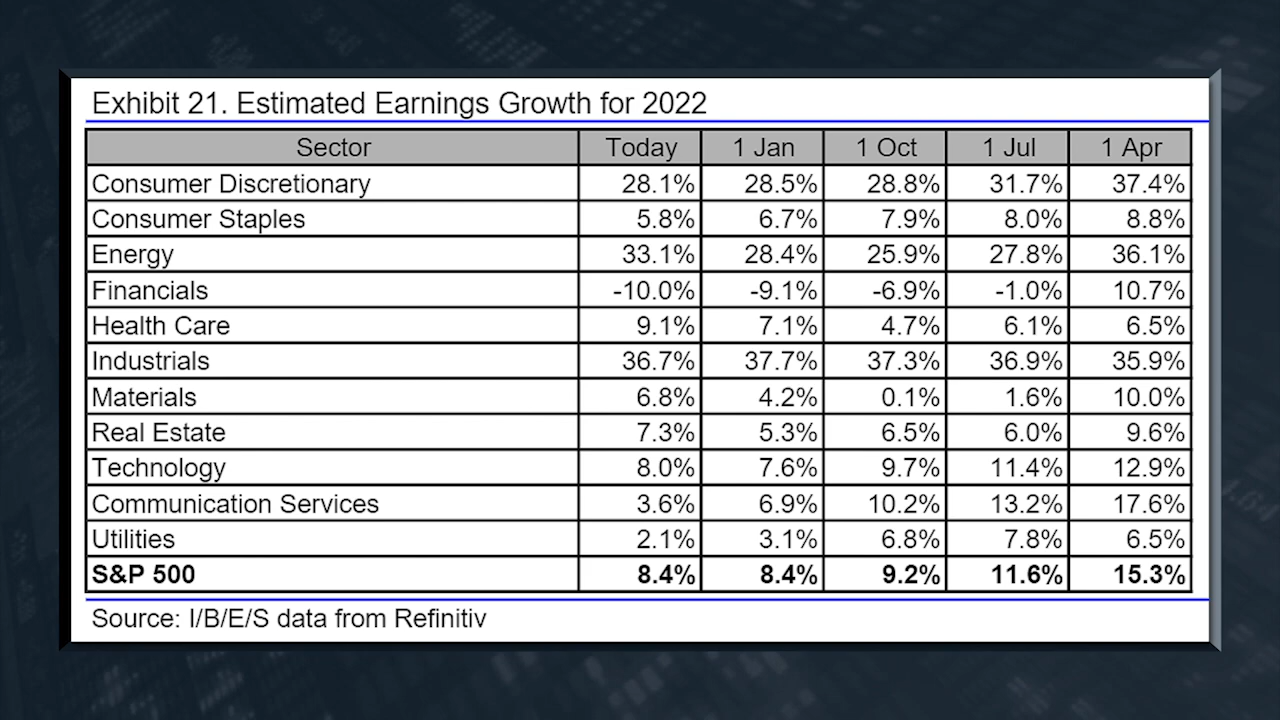 Exhibit 21. Estimated Earnings Growth for 2022
Sector Today 1 Jan 1 Oct 1 Jul 1 Apr
Consumer Discretionary 28.1% 28.5% 28.8% 31.7% 37.4%
Consumer Staples 5.8% 6.7% 7.9% 8.0% 8.8%
Energy 33.1% 28.4% 25.9% 27.8% 36.1%
Financials -10.0% -9.1% -6.9% -1.0% 10.7%
Health Care 9.1% 7.1% 4.7% 6.1% 6.5%
Industrials 36.7% 37.7% 37.3% 36.9% 35.9%
Materials 6.8% 4.2% 0.1% 1.6% 10.0%
Real Estate 7.3% 5.3% 6.5% 6.0% 9.6%
Technology 8.0% 7.6% 9.7% 11.4% 12.9%
Communication Services 3.6% 6.9% 10.2% 13.2% 17.6%
Utilities 2.1% 3.1% 6.8% 7.8% 6.5%
S&P 500 8.4% 8.4% 9.2% 11.6% 15.3%
Source: I/B/E/S data from Refinitiv